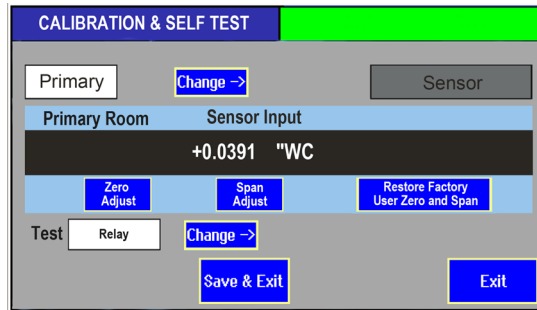 CALIBRATION & SELF TEST
Primary Change –> Sensor
Primary Room Sensor Input
+0.0391 "WC
Zero Adjust
Span Adjust
Restore Factory User Zero and Span
Test Relay Change –>
Save & Exit Exit